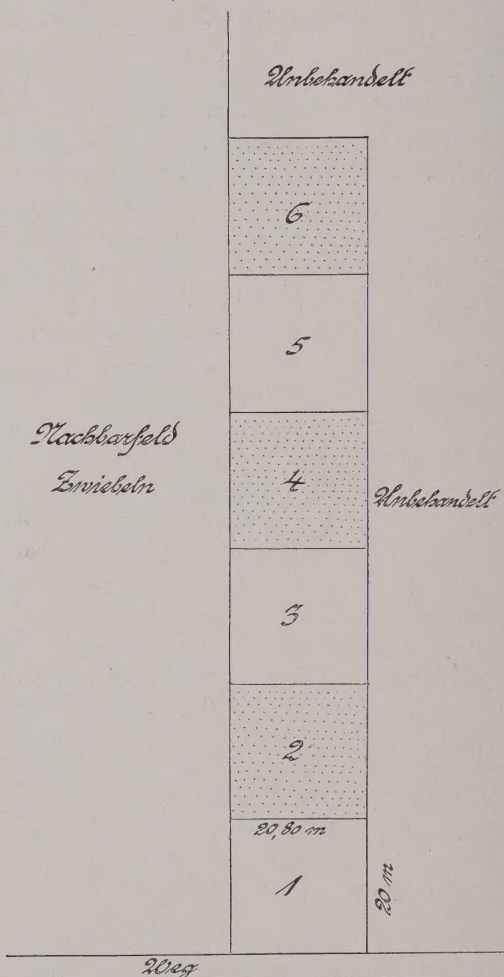 Unbehandelt
6
5
Nachbarfeld
Zwiebeln
4
Unbehandelt
3
2
20,80 m
1
20 m
Weg